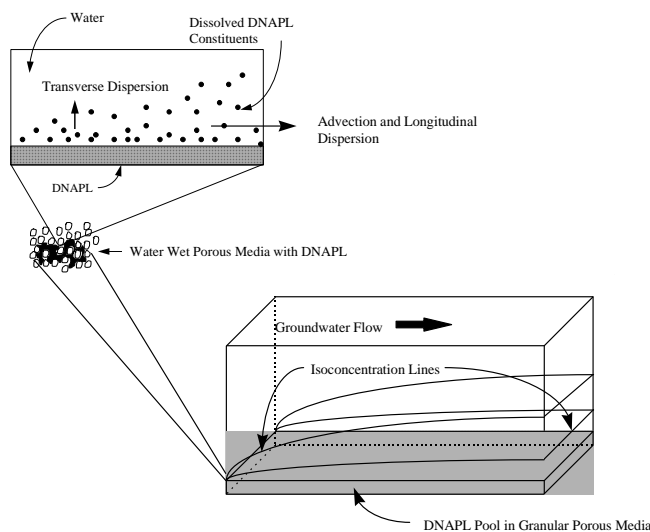 Water
Dissolved DNAPL
Constituents
Transverse Dispersion
Advection and Longitudinal
Dispersion
DNAPL
Water Wet Porous Media with DNAPL
Groundwater Flow
Isoconcentration Lines
DNAPL Pool in Granular Porous Media